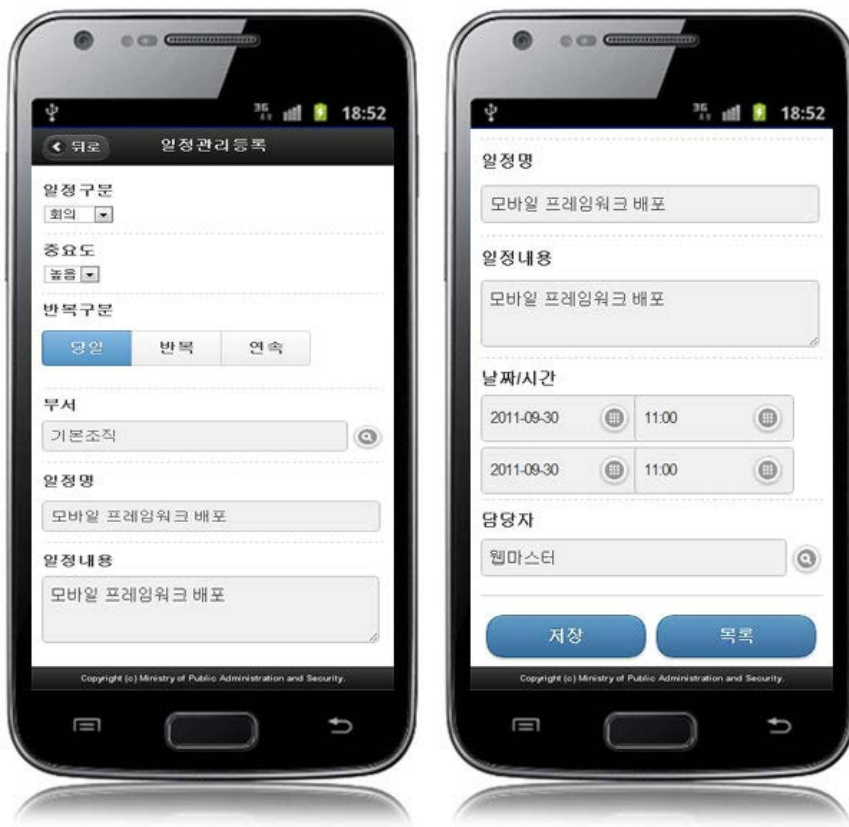 3G 18:52
뒤로 일정관리등록
일정구분
회의
중요도
높음
반복구분
당일 반복 연속
부서
기본조직
일정명
모바일 프레임워크 배포
일정내용
모바일 프레임워크 배포
Copyright (c) Ministry of Public Administration and Security.
3G 18:52
일정명
모바일 프레임워크 배포
일정내용
모바일 프레임워크 배포
날짜/시간
2011-09-30 11:00
2011-09-30 11:00
담당자
웹마스터
저장 목록
Copyright (c) Ministry of Public Administration and Security.